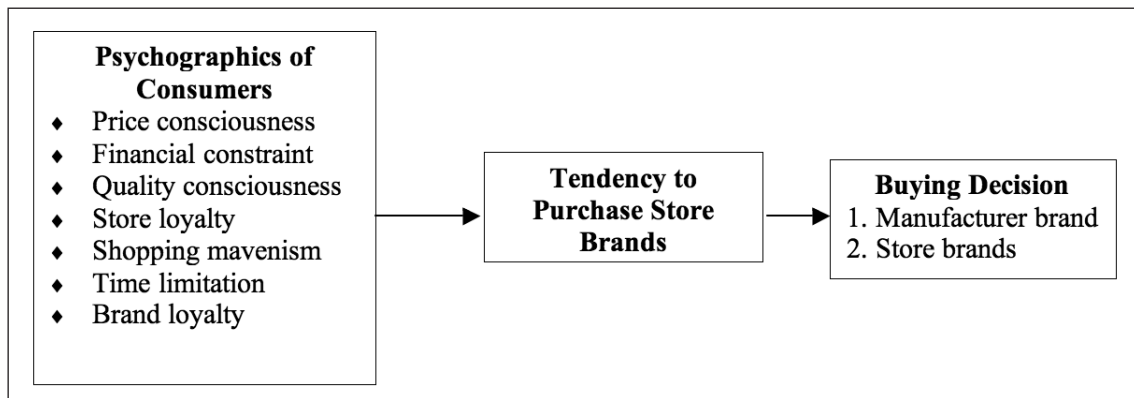 Psychographics of
Consumers
♦ Price consciousness
♦ Financial constraint
♦ Quality consciousness
♦ Store loyalty
♦ Shopping mavenism
♦ Time limitation
♦ Brand loyalty
Tendency to
Purchase Store
Brands
Buying Decision
1. Manufacturer brand
2. Store brands